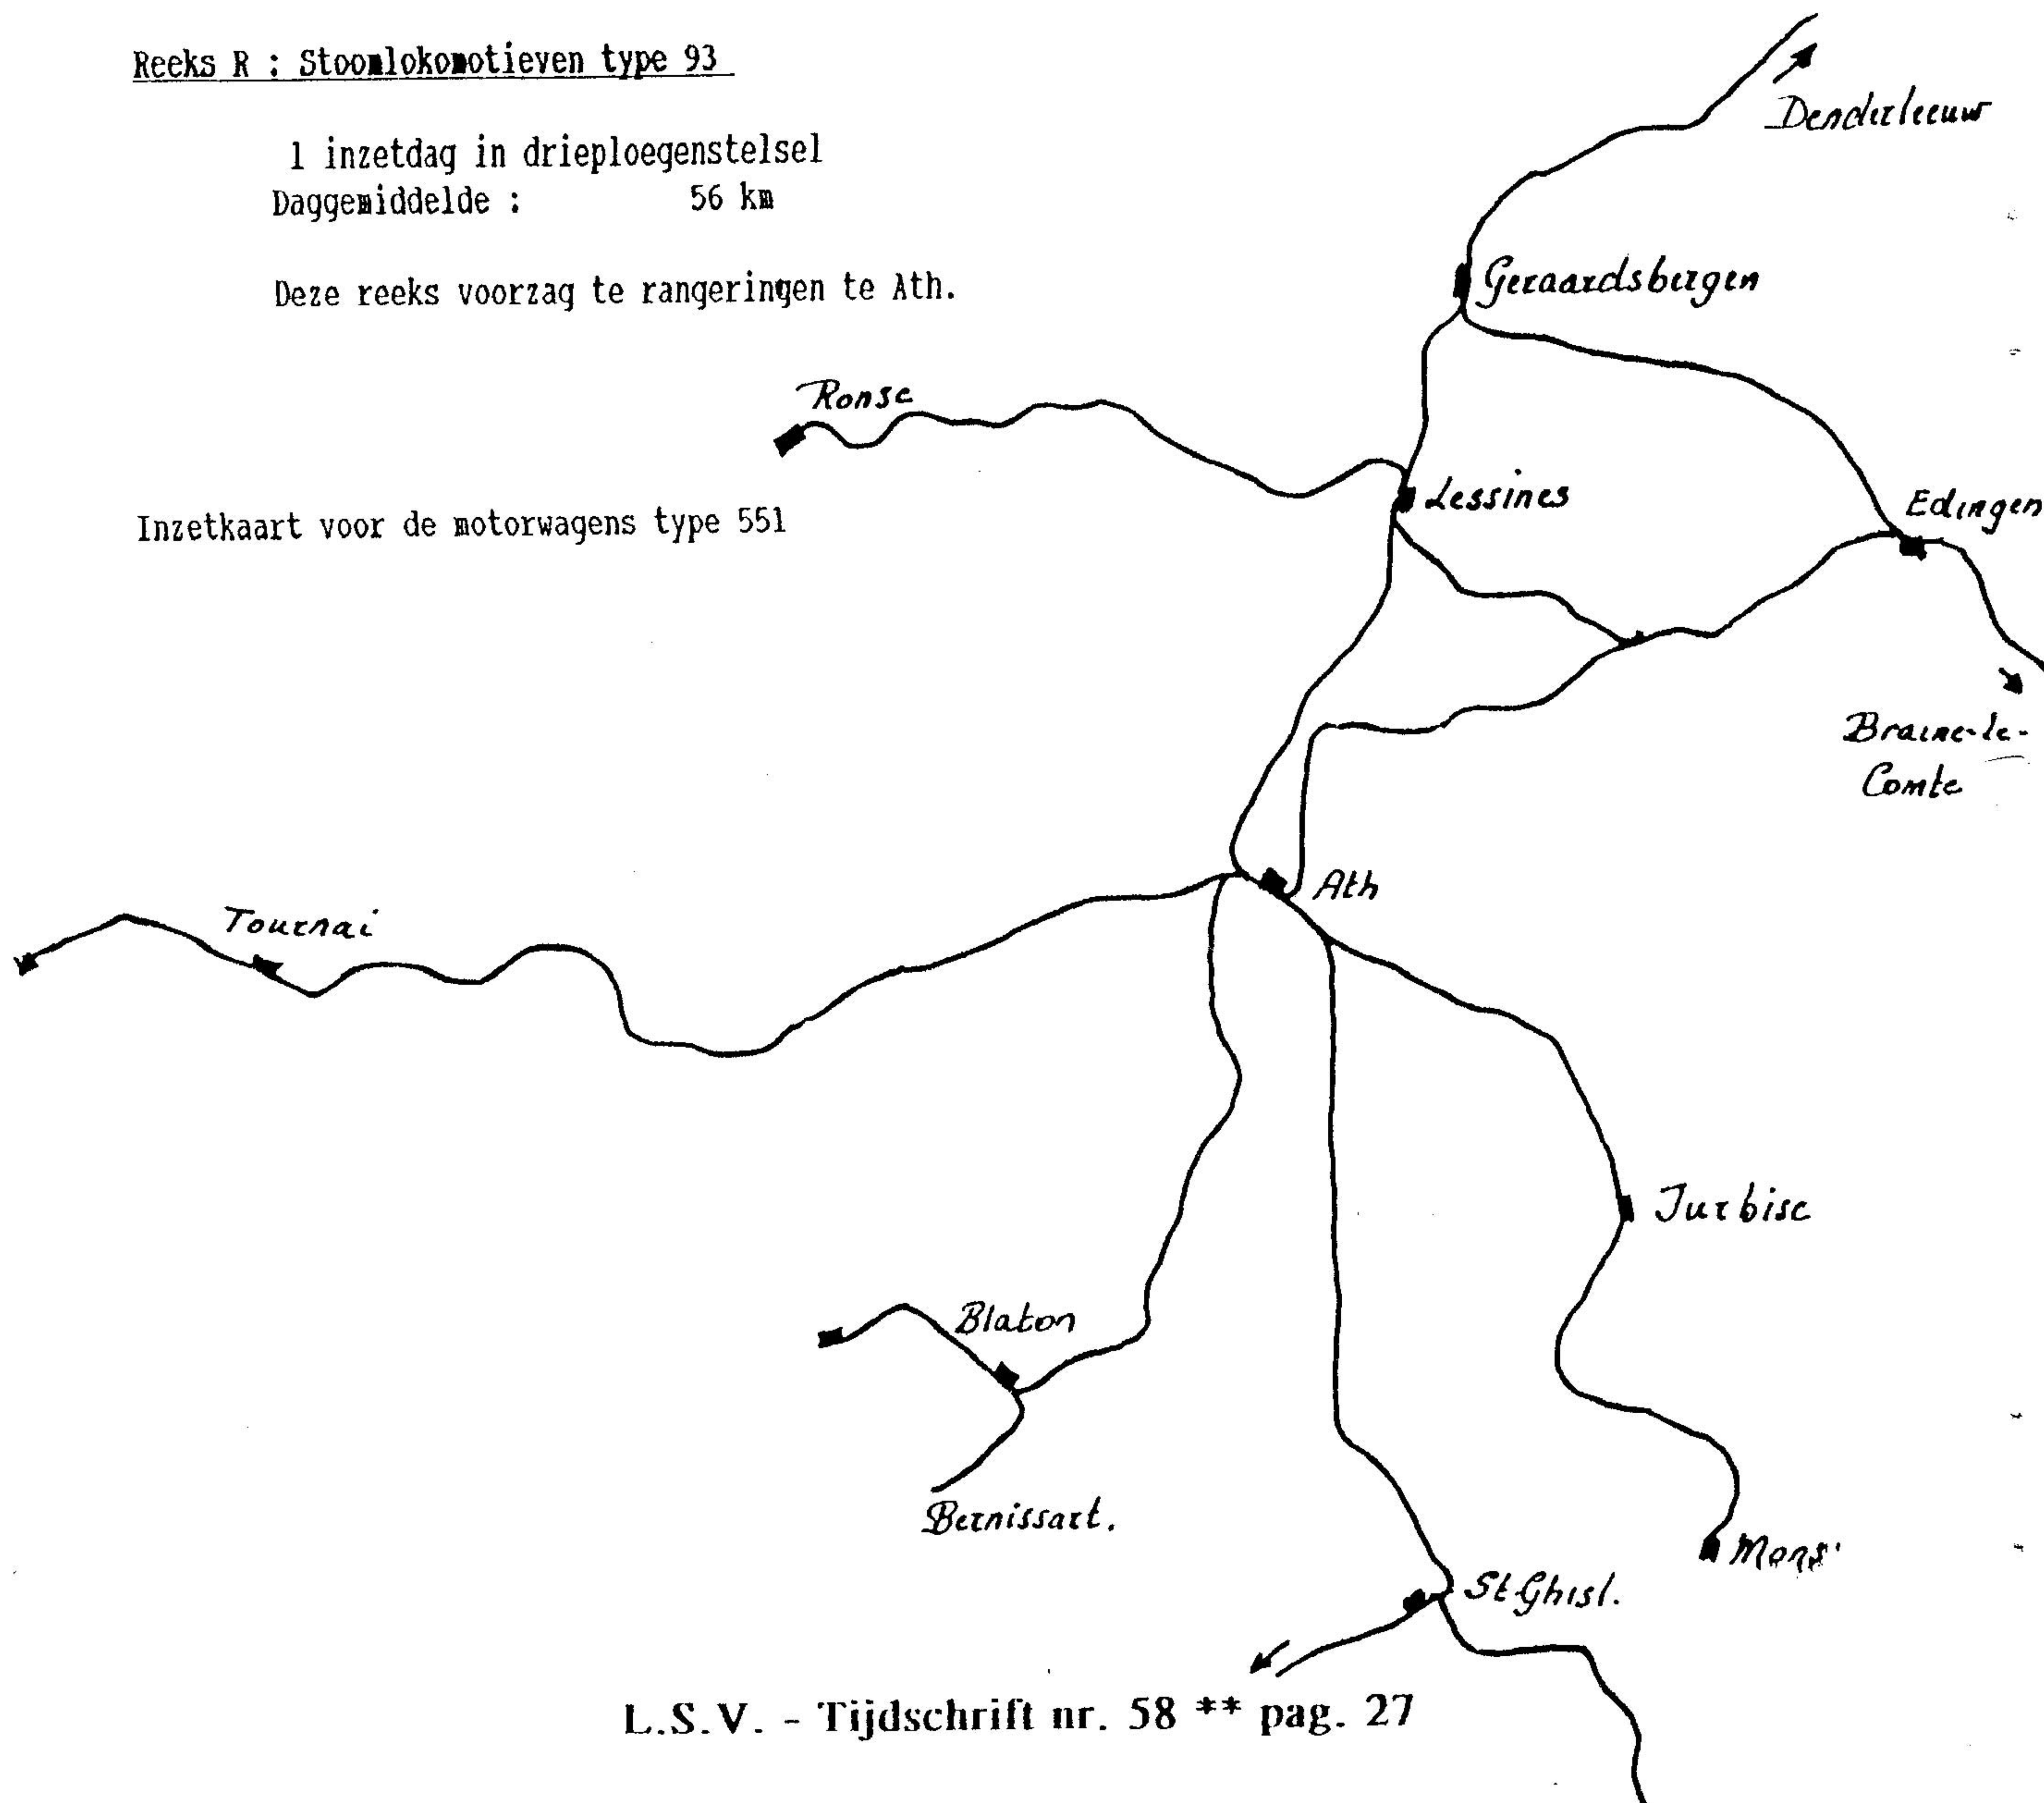 Reeks R : Stoomlokomotieven type 93
1 inzetdag in drieploegenstelsel
Daggemiddelde : 56 km
Deze reeks voorzag te rangeringen te Ath.
Inzetkaart voor de motorwagens type 551
Denderleeuw
Geraardsbergen
Ronse
Lessines
Edingen
Braine-le-
Comte
Ath
Tournai
Jurbise
Blaton
Bernissart.
Mons
St Ghisl.
L.S.V. - Tijdschrift nr. 58 ** pag. 27